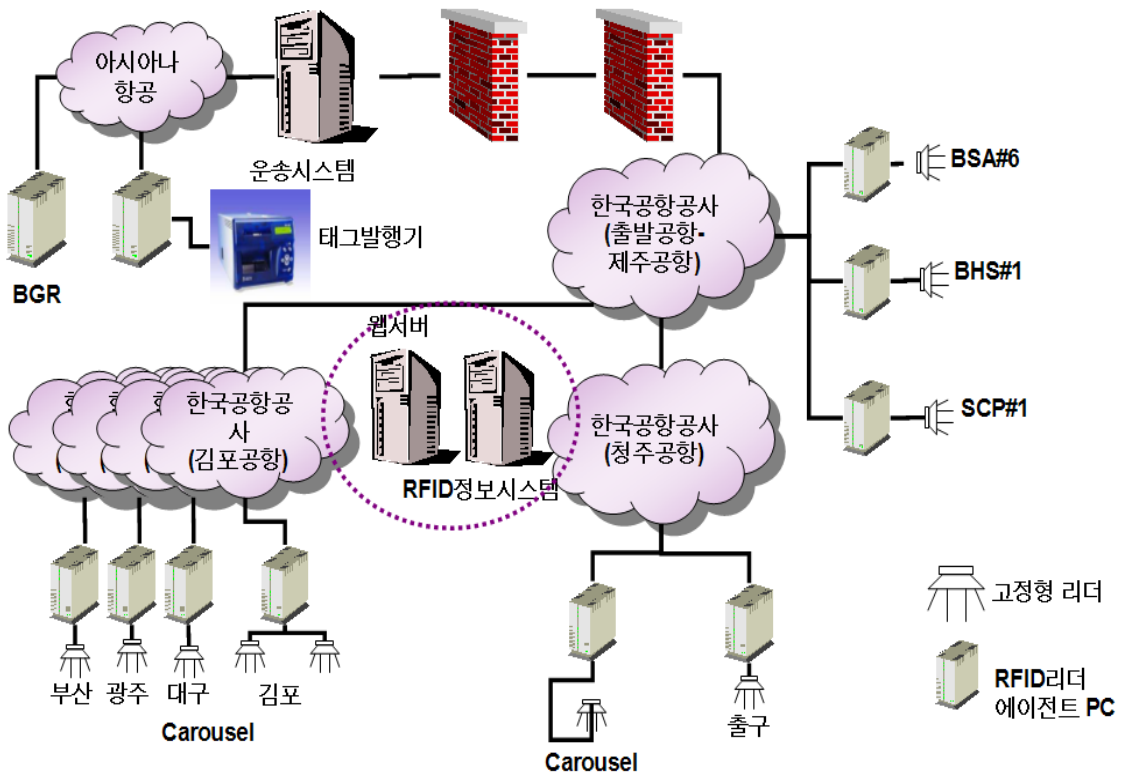 아시아나
항공
운송시스템
태그발행기
BGR
한국공항공사
(출발공항-
제주공항)
BSA#6
BHS#1
SCP#1
웹서버
RFID정보시스템
한국공항공
사
(김포공항)
한국공항공사
(청주공항)
부산
광주
대구
김포
Carousel
출구
Carousel
고정형 리더
RFID리더
에이전트 PC